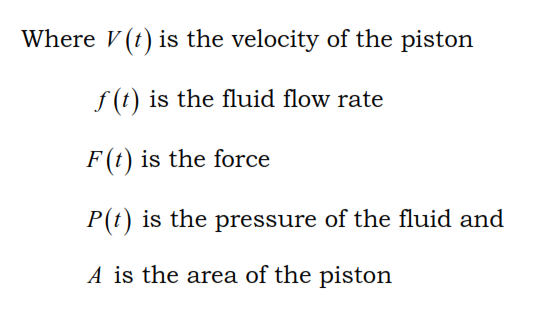 Where V(t) is the velocity of the piston
f(t) is the fluid flow rate
F(t) is the force
P(t) is the pressure of the fluid and
A is the area of the piston